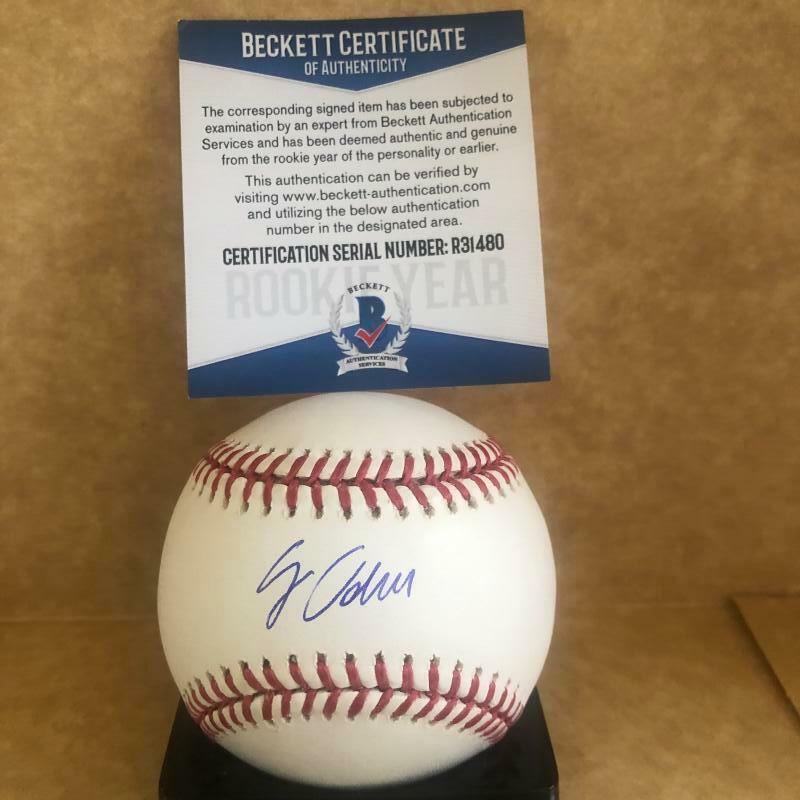 BECKETT CERTIFICATE
OF AUTHENTICITY
The corresponding signed item has been subjected to
examination by an expert from Beckett Authentication
Services and has been deemed authentic and genuine
from the rookie year of the personality or earlier.
This authentication can be verified by
visiting www.beckett-authentication.com
and utilizing the below authentication
number in the designated area.
CERTIFICATION SERIAL NUMBER: R31480
ROOKIE YEAR
BECKETT
B
AUTHENTICATION
SERVICES